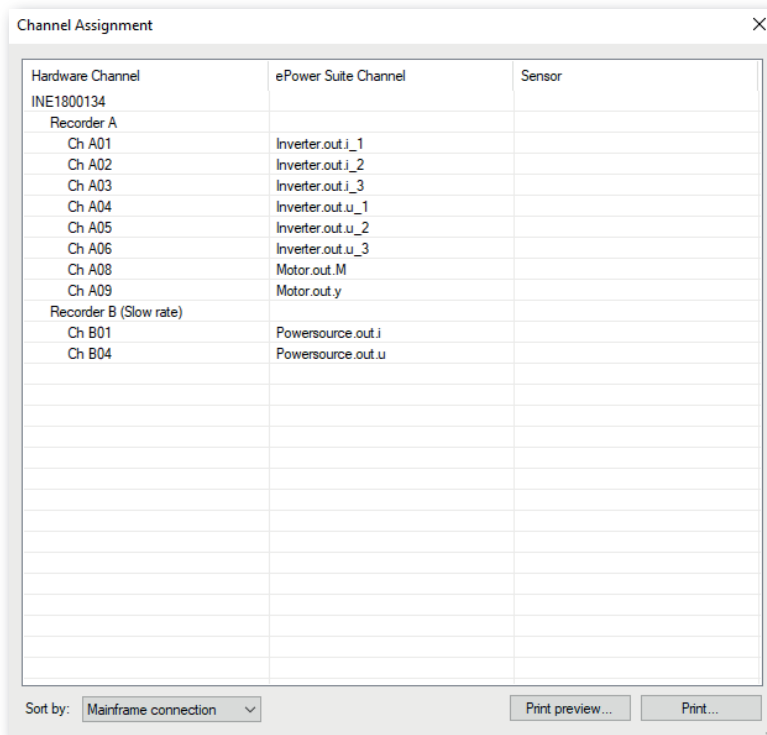 Channel Assignment
Hardware Channel ePower Suite Channel Sensor
INE1800134
Recorder A
Ch A01 Inverter.out.i_1
Ch A02 Inverter.out.i_2
Ch A03 Inverter.out.i_3
Ch A04 Inverter.out.u_1
Ch A05 Inverter.out.u_2
Ch A06 Inverter.out.u_3
Ch A08 Motor.out.M
Ch A09 Motor.out.y
Recorder B (Slow rate)
Ch B01 Powersource.out.i
Ch B04 Powersource.out.u
Sort by: Mainframe connection Print preview... Print...